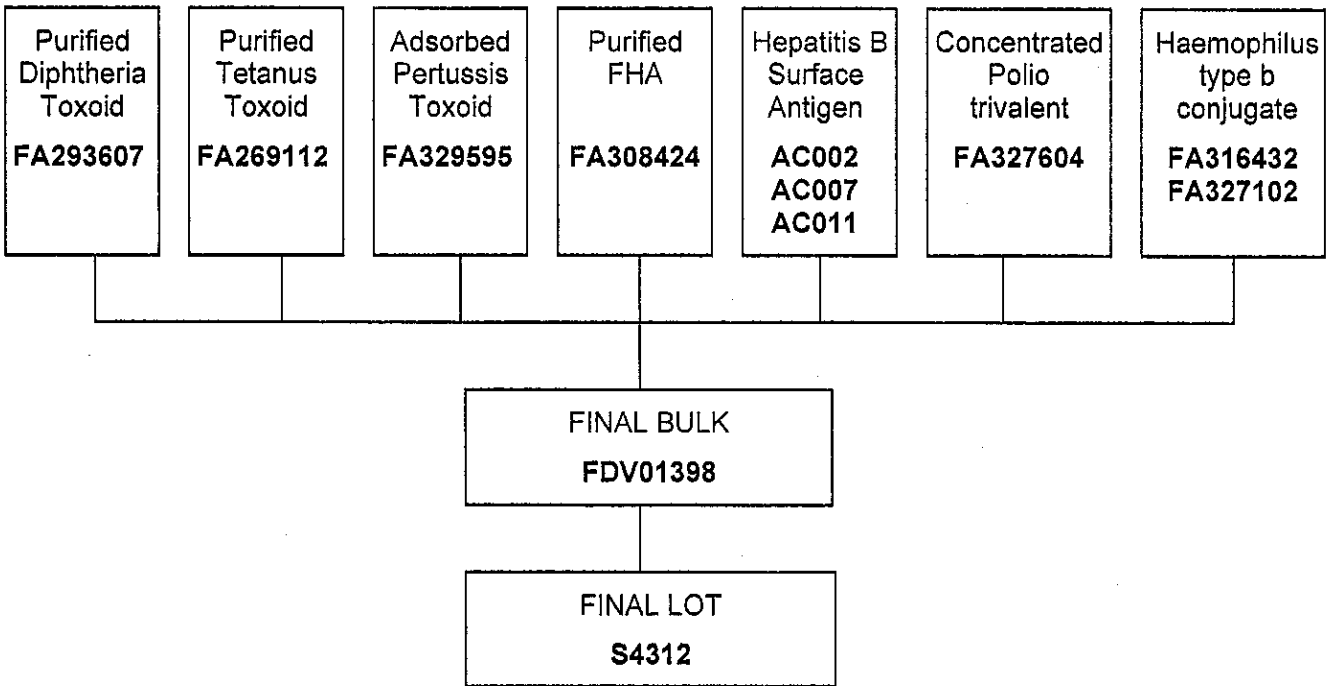 Purified
Diphtheria
Toxoid
FA293607
Purified
Tetanus
Toxoid
FA269112
Adsorbed
Pertussis
Toxoid
FA329595
Purified
FHA
FA308424
Hepatitis B
Surface
Antigen
AC002
AC007
AC011
Concentrated
Polio
trivalent
FA327604
Haemophilus
type b
conjugate
FA316432
FA327102
FINAL BULK
FDV01398
FINAL LOT
S4312